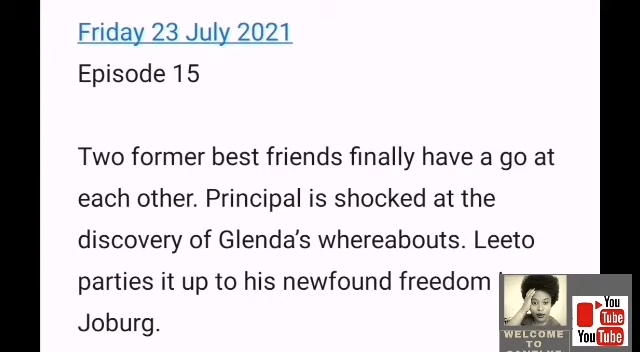 Friday 23 July 2021
Episode 15
Two former best friends finally have a go at
each other. Principal is shocked at the
discovery of Glenda's whereabouts. Leeto
parties it up to his newfound freedom
Joburg.
WELCOME
TO
You
Tube
YouTube